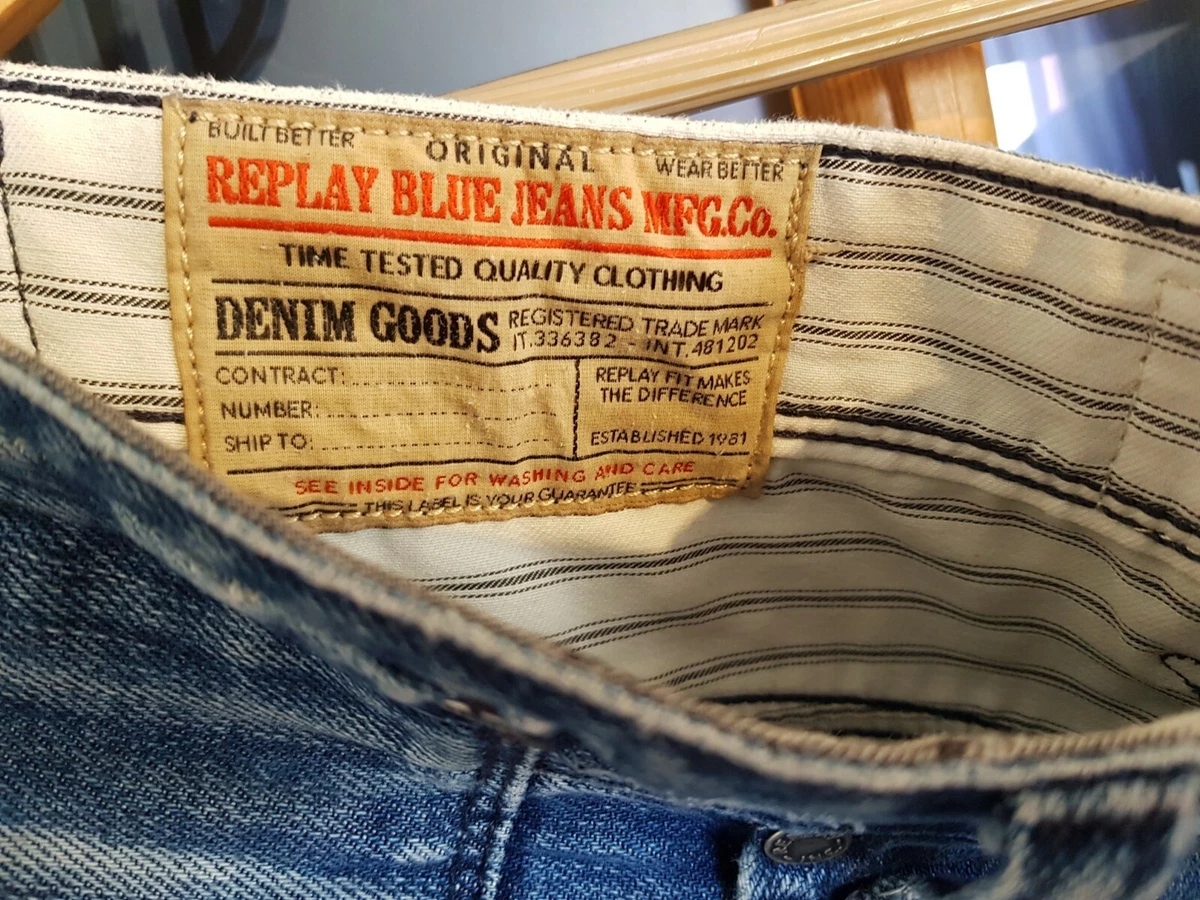 BUILT BETTER ORIGINAL WEAR BETTER
REPLAY BLUE JEANS MFG.Co.
TIME TESTED QUALITY CLOTHING
DENIM GOODS
REGISTERED TRADE MARK
IT.336382 - INT.481202
CONTRACT:
NUMBER:
SHIP TO:
REPLAY FIT MAKES
THE DIFFERENCE
ESTABLISHED 1981
SEE INSIDE FOR WASHING AND CARE
THIS LABEL IS YOUR GUARANTEE